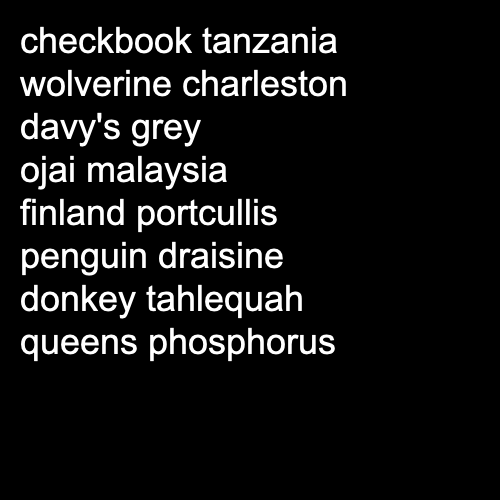 checkbook tanzania
wolverine charleston
davy's grey
ojai malaysia
finland portcullis
penguin draisine
donkey tahlequah
queens phosphorus